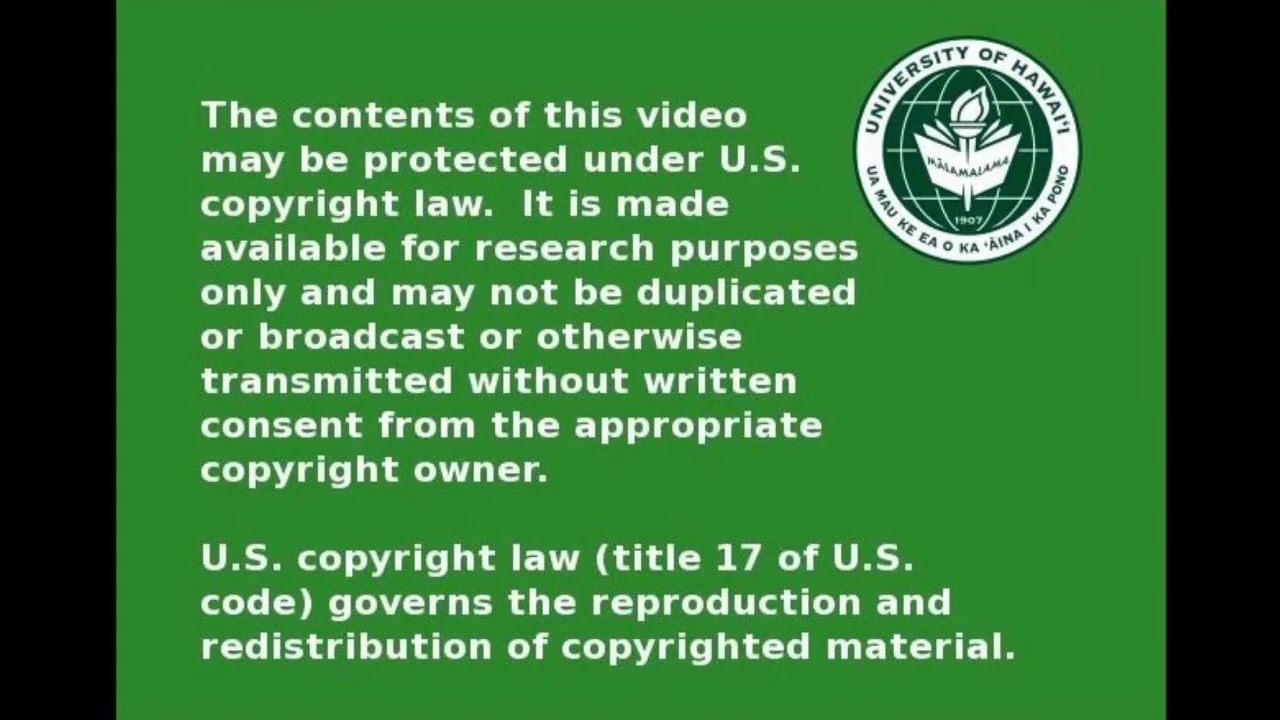 The contents of this video
may be protected under U.S.
copyright law.  It is made
available for research purposes
only and may not be duplicated
or broadcast or otherwise
transmitted without written
consent from the appropriate
copyright owner.
U.S. copyright law (title 17 of U.S.
code) governs the reproduction and
redistribution of copyrighted material.
UNIVERSITY OF HAWAIʻI
MĀLAMALAMA
1907
UA MAU KE EA O KA ʻĀINA I KA PONO